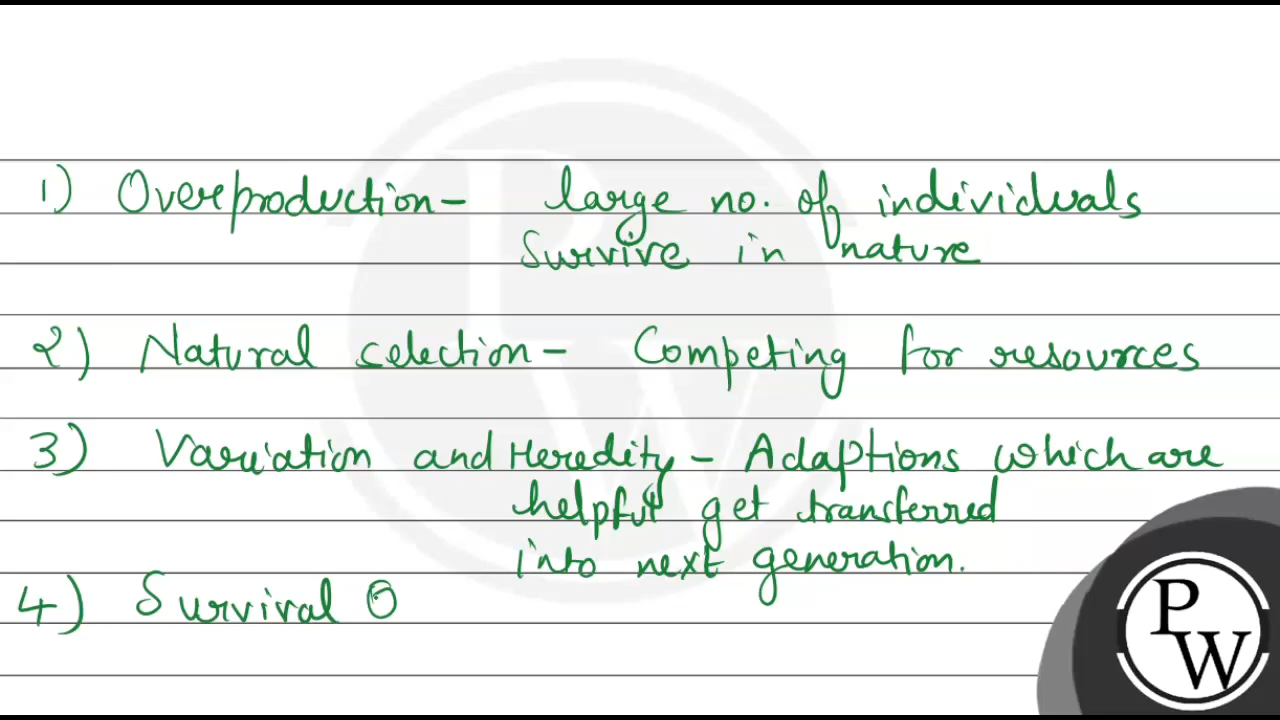 1) Overproduction- large no. of individuals
survive in nature
2) Natural selection- Competing for resources
3) Variation and Heredity- Adaptions which are
helpful get transferred
into next generation.
4) Survival O
PW